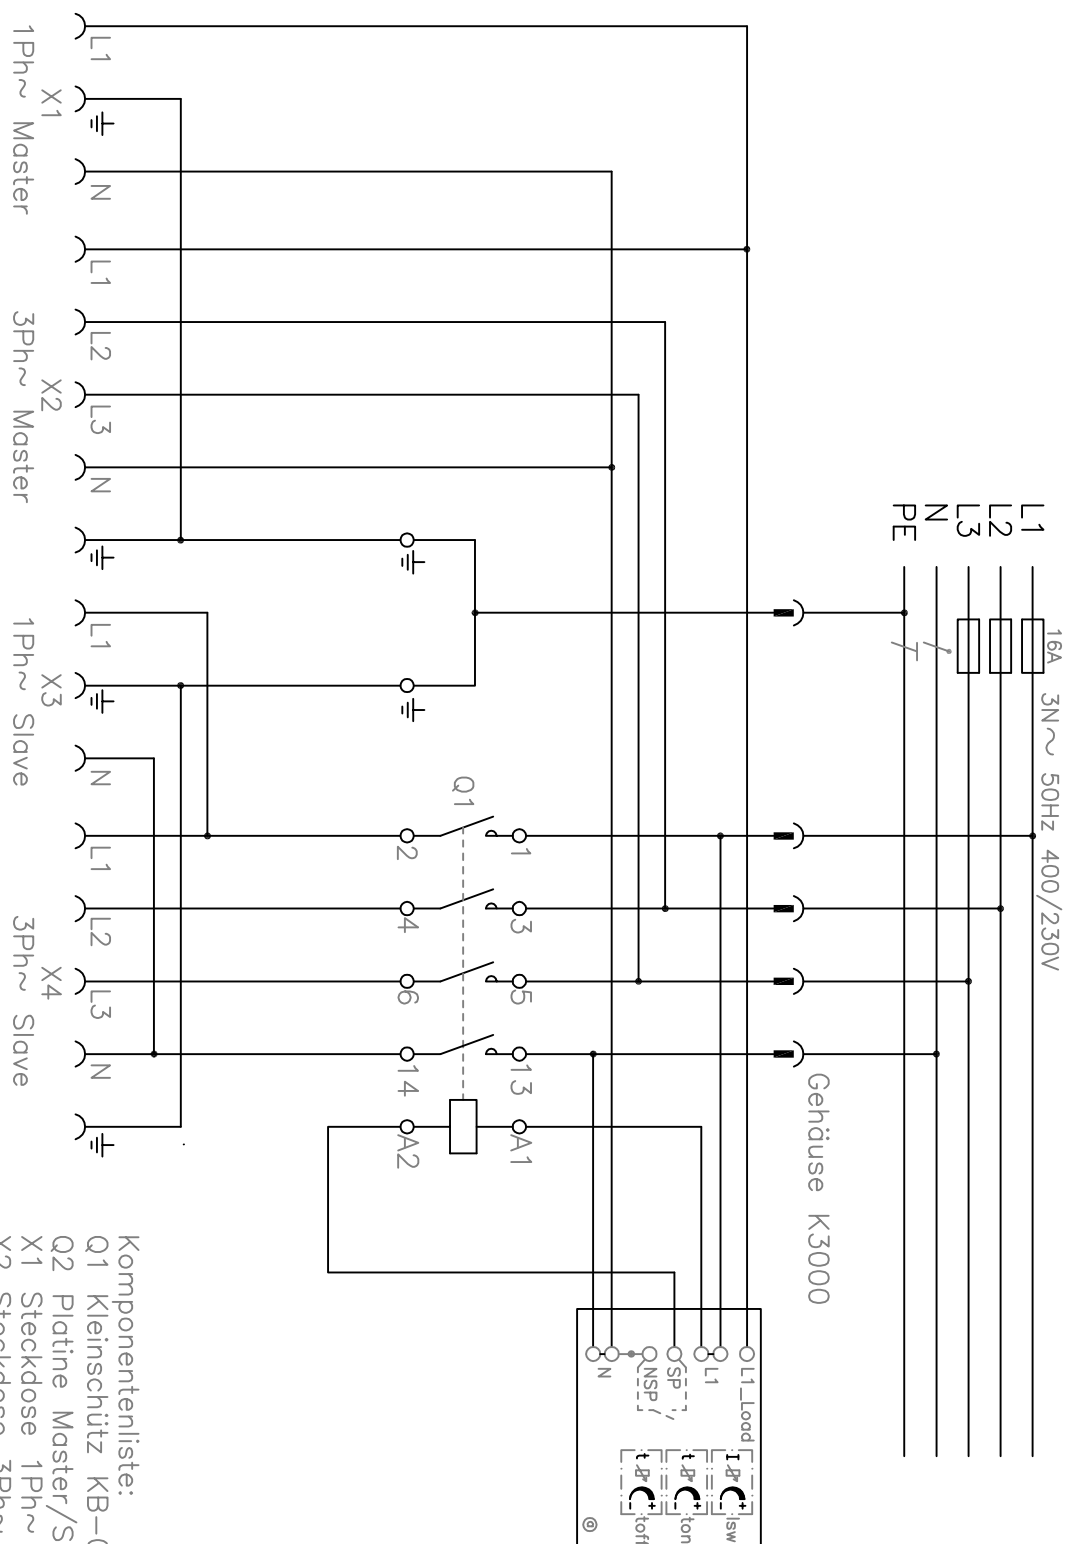 L1
L2
L3
N
PE
16A
3N~ 50Hz 400/230V
Gehäuse K3000
L1
N
L1
L2
L3
N
L1
N
L1
L2
L3
N
X1
1Ph~ Master
X2
3Ph~ Master
X3
1Ph~ Slave
X4
3Ph~ Slave
Q1
1
3
5
13
A1
2
4
6
14
A2
L1_Load
L1
SP
NSP
N
I
Isw
t
ton
t
toff
@
Komponentenliste:
Q1 Kleinschütz KB-
Q2 Platine Master/S
X1 Steckdose 1Ph~
X2 Steckdose 3Ph~